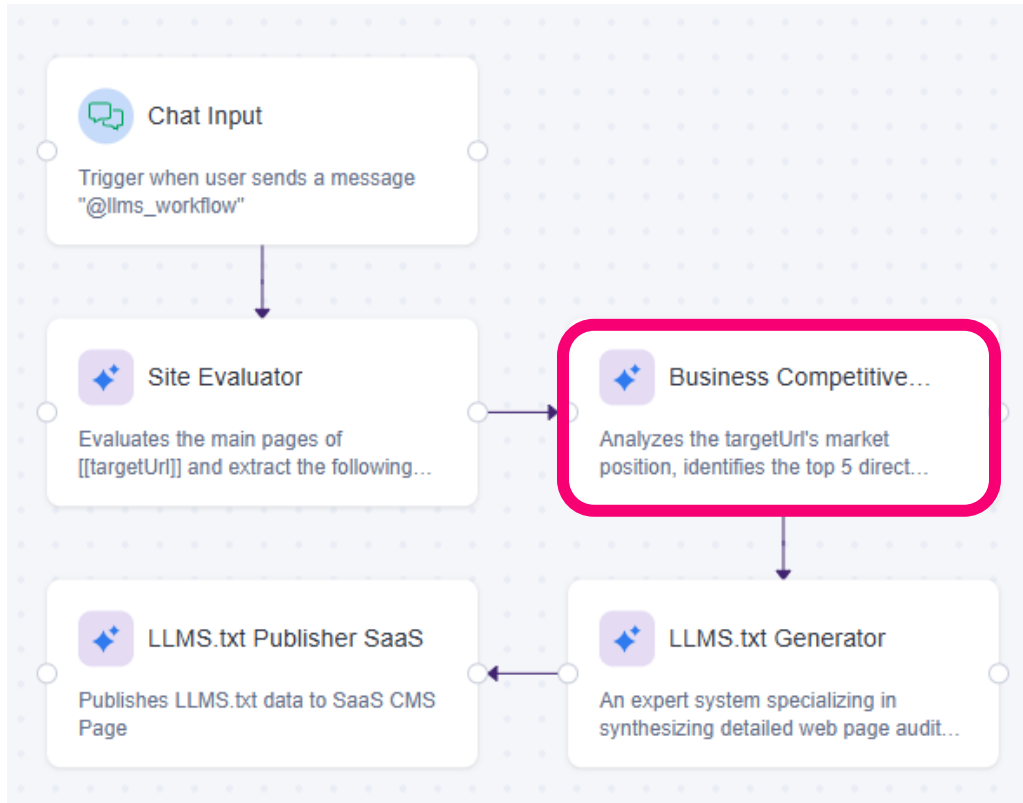 Chat Input
Trigger when user sends a message
"@llms_workflow"
Site Evaluator
Evaluates the main pages of
[[targetUrl]] and extract the following...
Business Competitive...
Analyzes the targetUrl's market
position, identifies the top 5 direct...
LLMS.txt Publisher SaaS
Publishes LLMS.txt data to SaaS CMS
Page
LLMS.txt Generator
An expert system specializing in
synthesizing detailed web page audit...